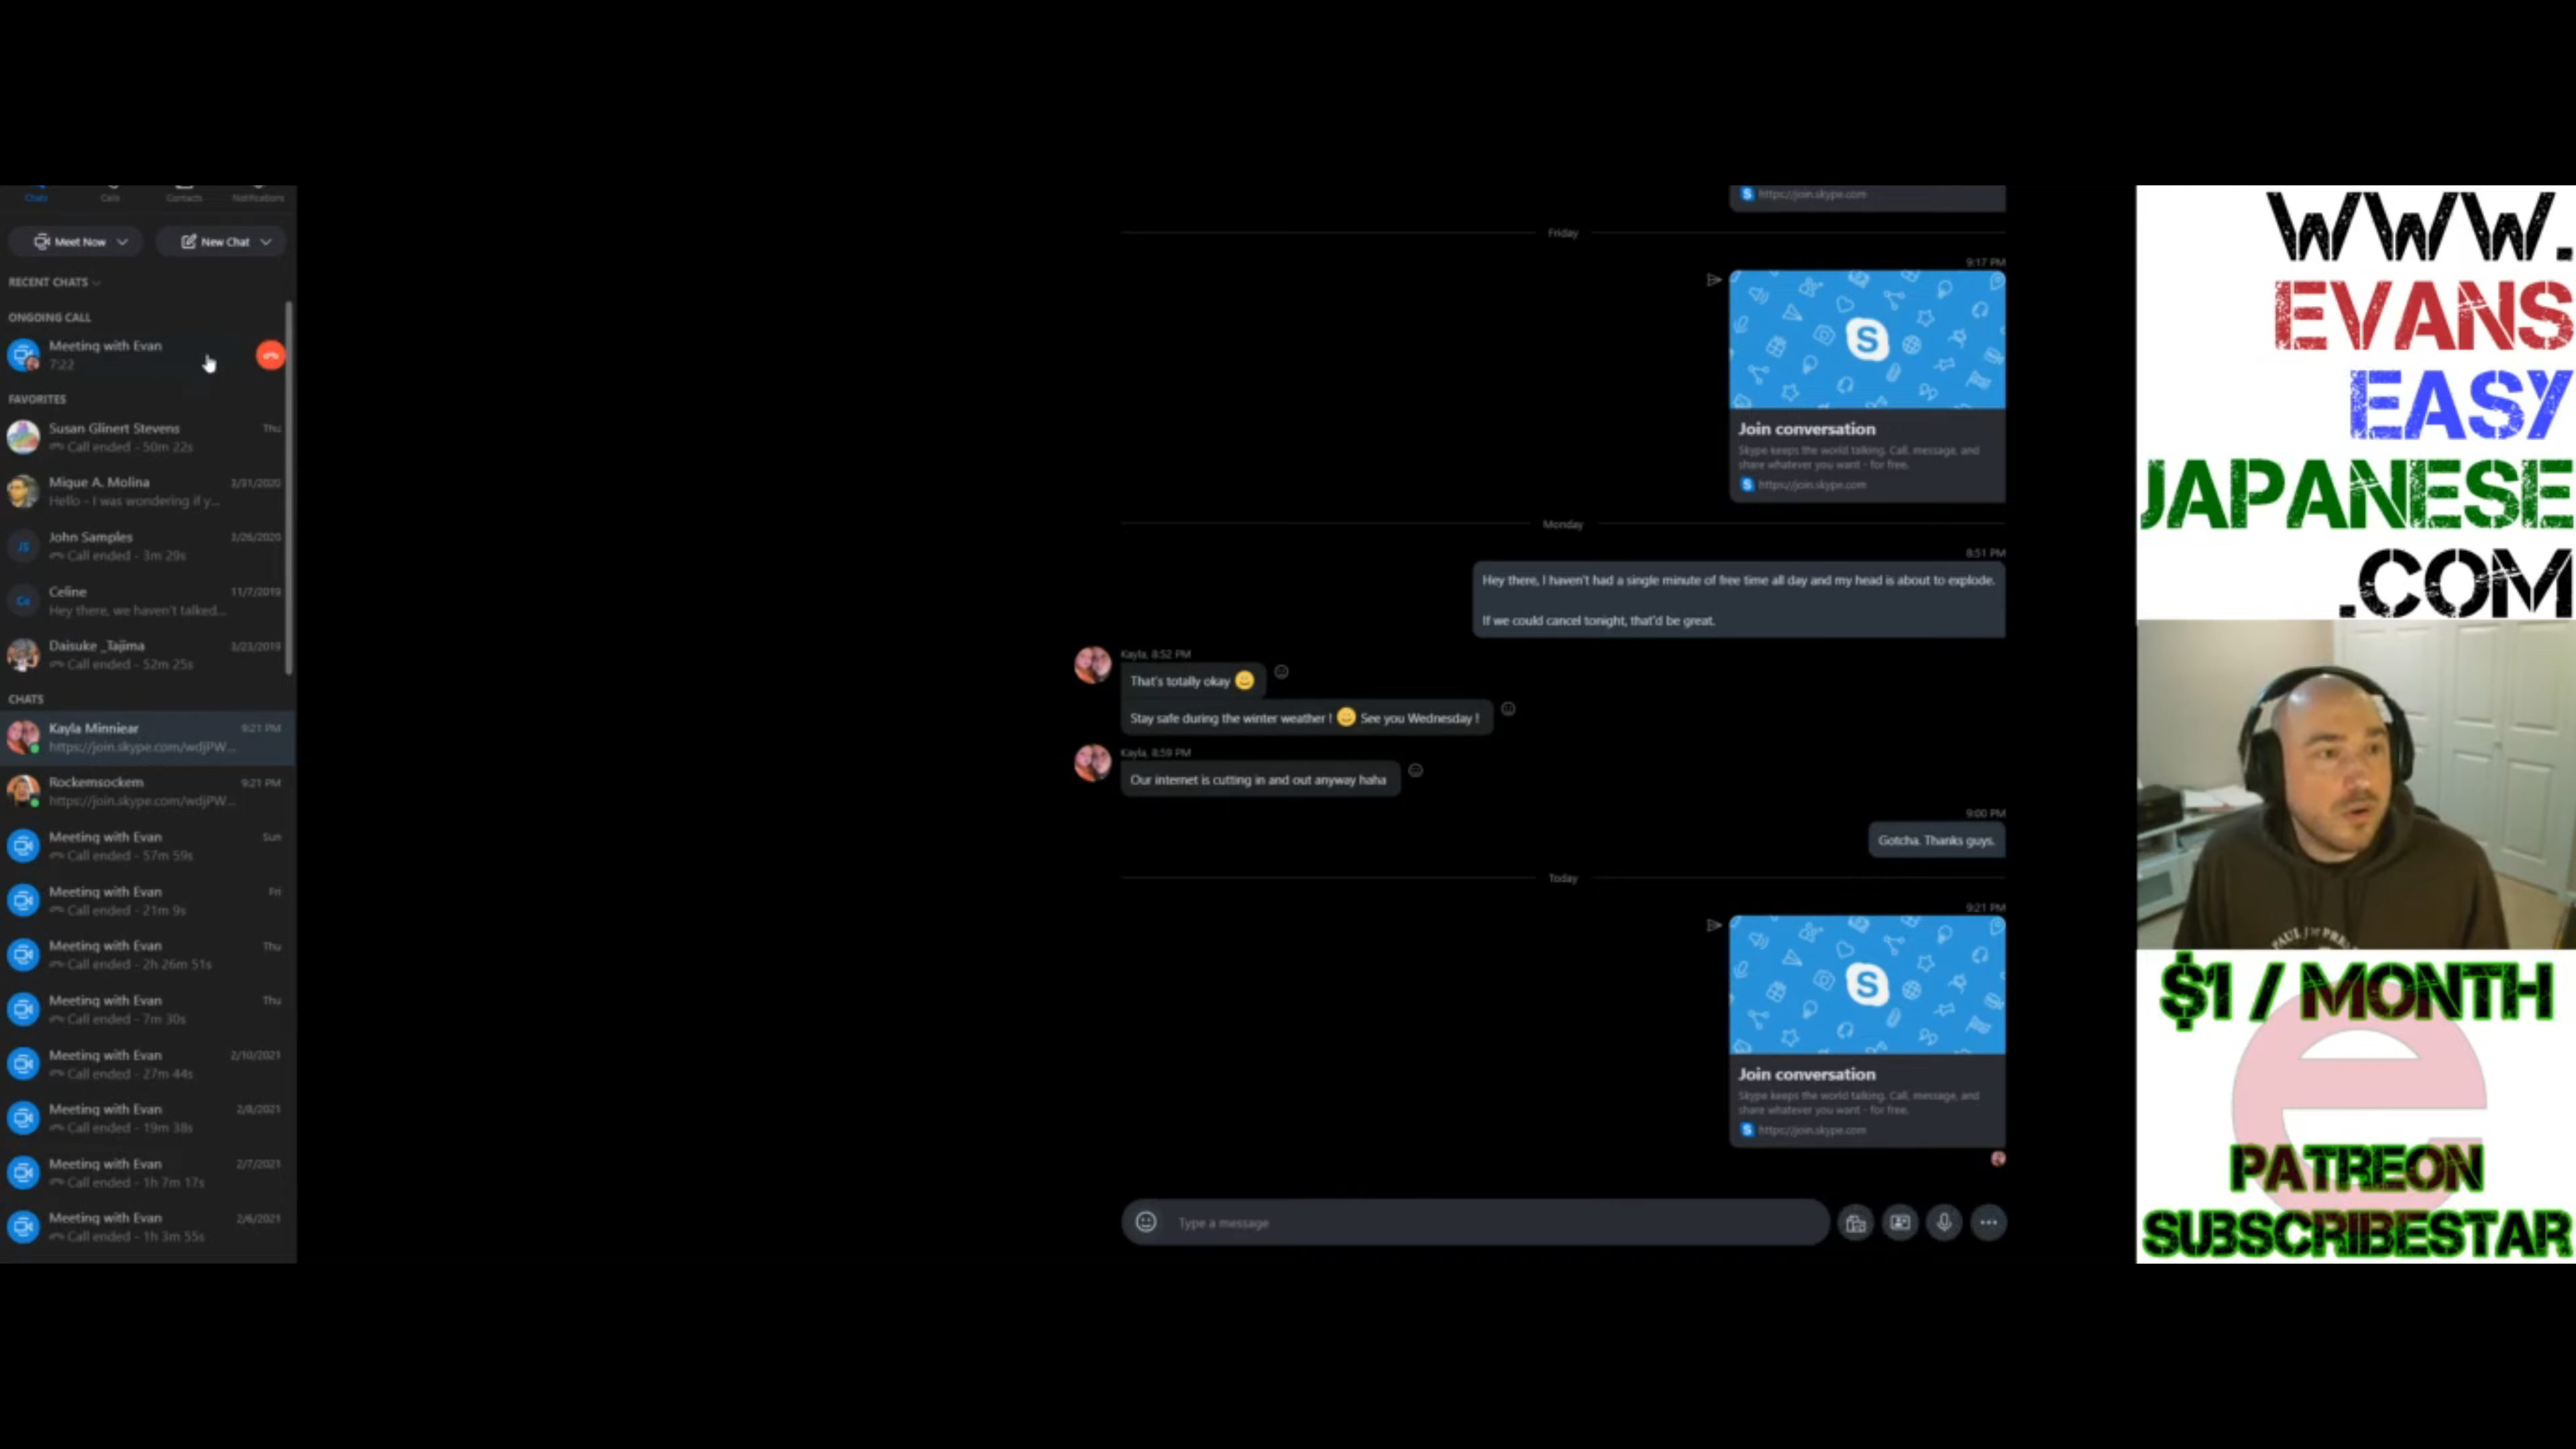 Chats
Calls
Contacts
Notifications
Meet Now
New Chat
RECENT CHATS
ONGOING CALL
Meeting with Evan
7:22
FAVORITES
Susan Glinert Stevens Thu
Call ended - 50m 22s
Mique A. Molina 3/31/2020
Hello - I was wondering if y...
JS
John Samples 3/26/2020
Call ended - 3m 29s
Ce
Celine 11/7/2019
Hey there, we haven't talked...
Daisuke _Tajima 3/23/2019
Call ended - 52m 25s
CHATS
Kayla Minniear 9:21 PM
https://join.skype.com/wdjPW...
Rockemsockem 9:21 PM
https://join.skype.com/wdjPW...
Meeting with Evan Sun
Call ended - 57m 59s
Meeting with Evan Fri
Call ended - 21m 9s
Meeting with Evan Thu
Call ended - 2h 26m 51s
Meeting with Evan Thu
Call ended - 7m 30s
Meeting with Evan 2/10/2021
Call ended - 27m 44s
Meeting with Evan 2/8/2021
Call ended - 19m 38s
Meeting with Evan 2/7/2021
Call ended - 1h 7m 17s
Meeting with Evan 2/6/2021
Call ended - 1h 3m 55s
https://join.skype.com
Friday
9:17 PM
S
Join conversation
Skype keeps the world talking. Call, message, and
share whatever you want - for free.
https://join.skype.com
Monday
8:51 PM
Hey there, I haven't had a single minute of free time all day and my head is about to explode.
If we could cancel tonight, that'd be great.
Kayla, 8:52 PM
That's totally okay
Stay safe during the winter weather ! See you Wednesday !
Kayla, 8:59 PM
Our internet is cutting in and out anyway haha
9:00 PM
Gotcha. Thanks guys.
Today
9:21 PM
S
Join conversation
Skype keeps the world talking. Call, message, and
share whatever you want - for free.
https://join.skype.com
Type a message
WWW.
EVANS
EASY
JAPANESE
.COM
PAUL
$1 / MONTH
e
PATREON
SUBSCRIBESTAR